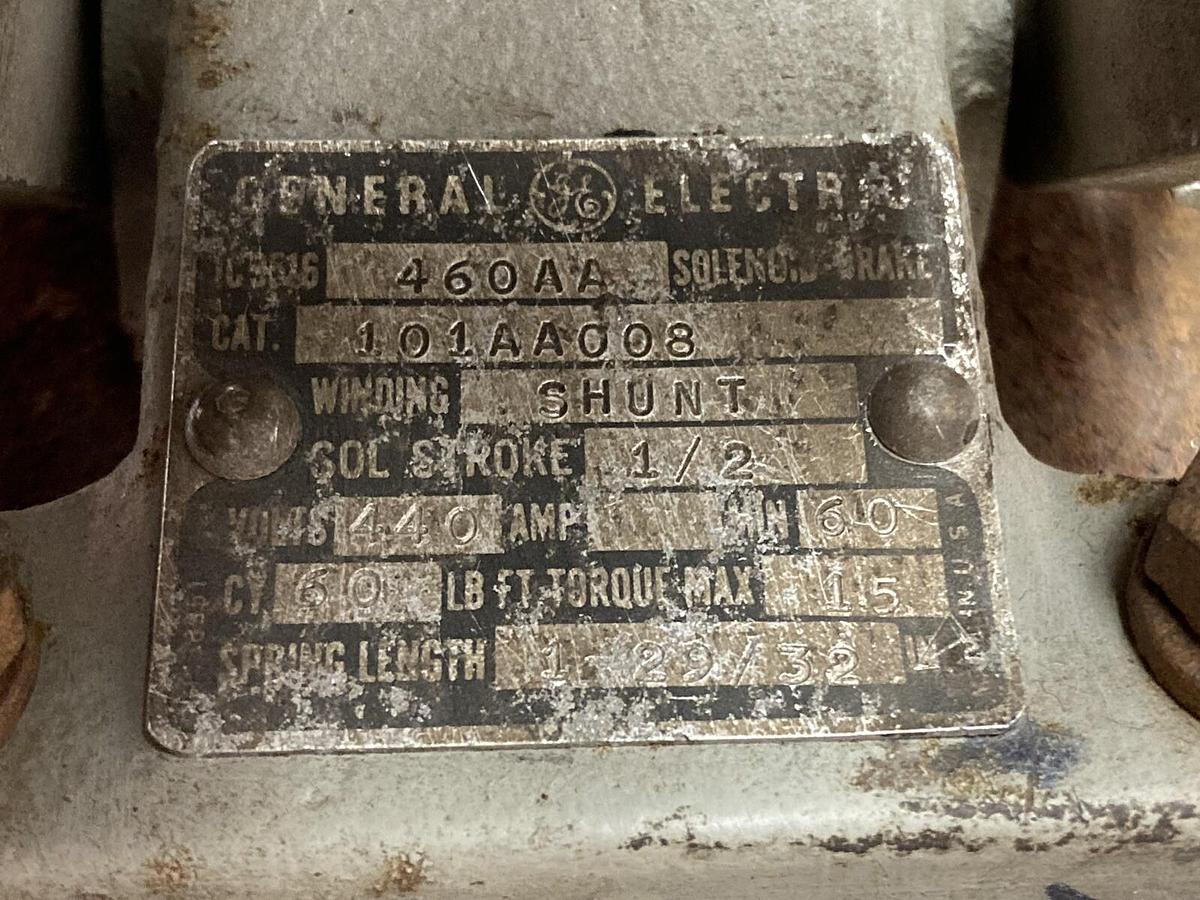 GENERAL GE ELECTRIC
IC9516 460AA SOLENOID BRAKE
CAT. 101AA008
WINDING SHUNT
SOL STROKE 1/2
VOLTS 440 AMP MIN 60
CY 60 LB FT TORQUE MAX 15
SPRING LENGTH 1-29/32
IN U S A